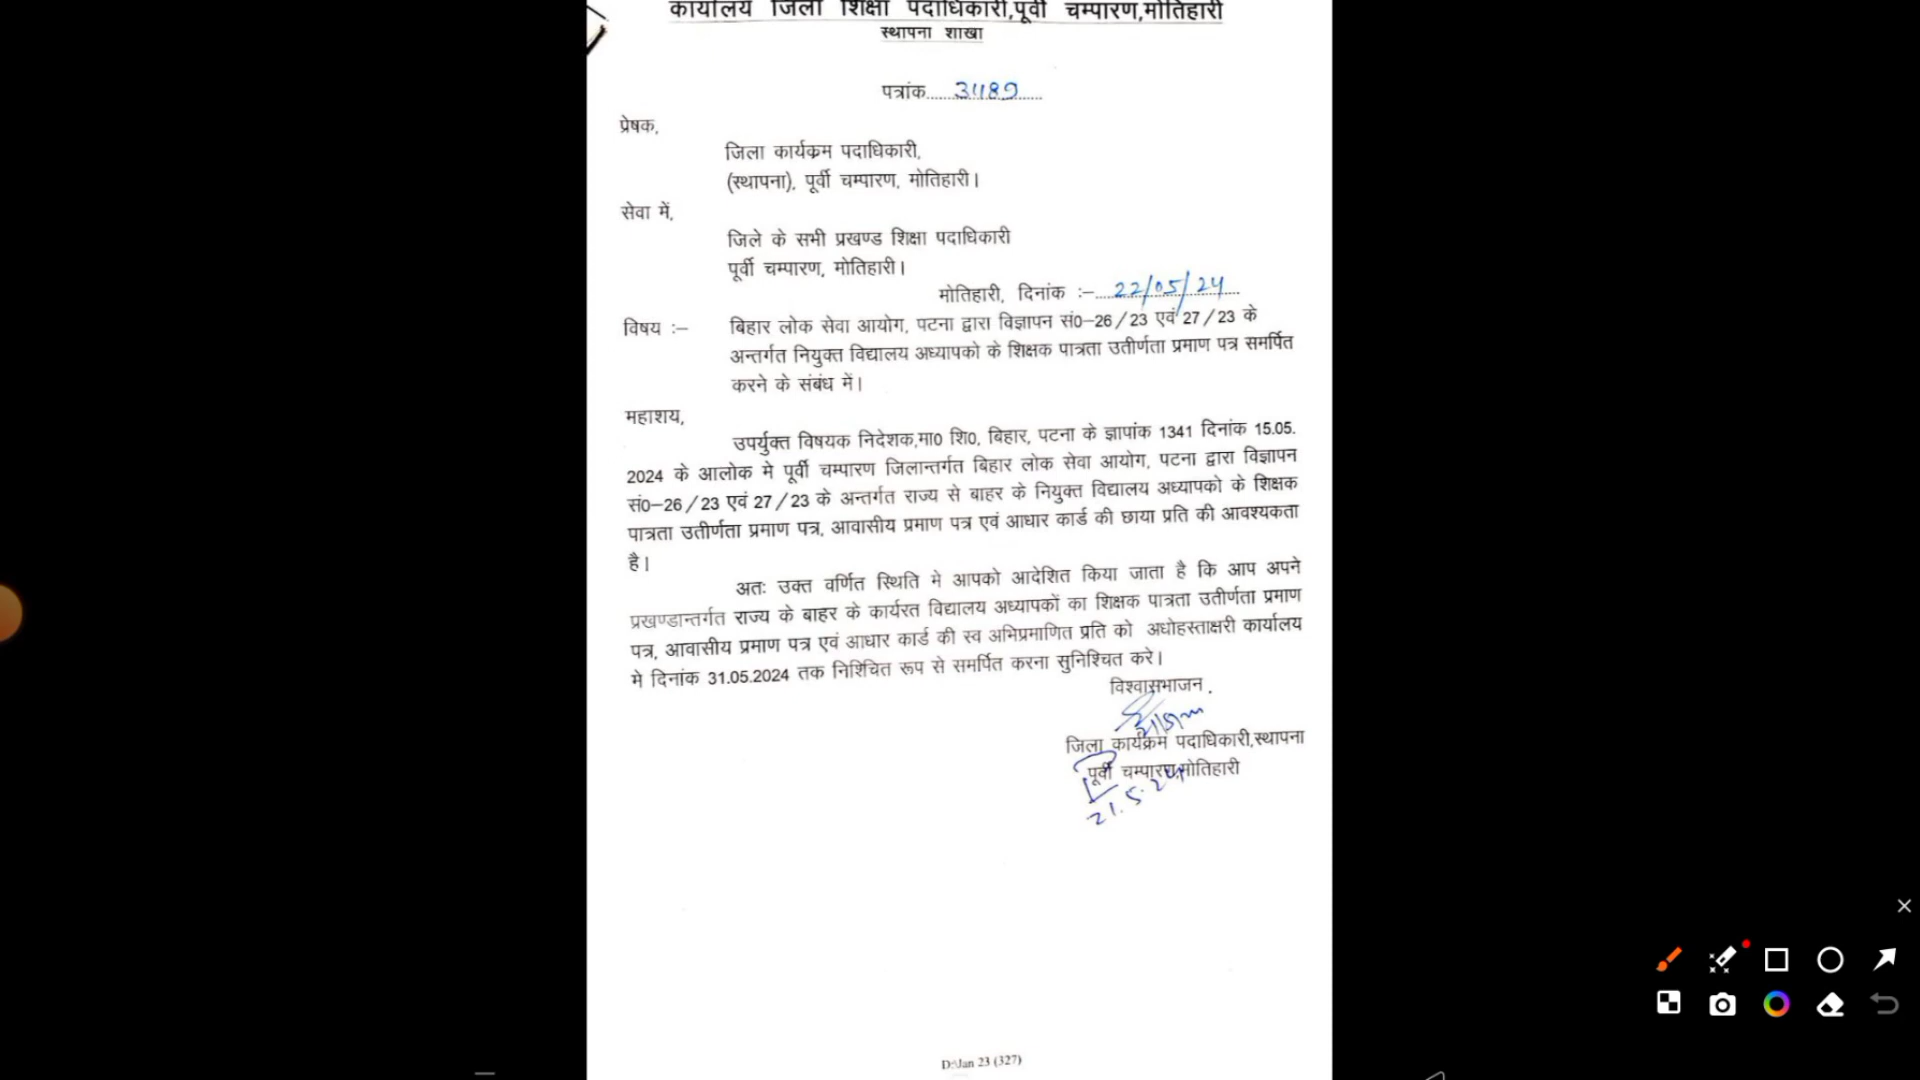 कार्यालय जिला शिक्षा पदाधिकारी,पूर्वी चम्पारण,मोतिहारी
स्थापना शाखा
पत्रांक......3489......
प्रेषक,
जिला कार्यक्रम पदाधिकारी,
(स्थापना), पूर्वी चम्पारण, मोतिहारी।
सेवा में,
जिले के सभी प्रखण्ड शिक्षा पदाधिकारी
पूर्वी चम्पारण, मोतिहारी।
मोतिहारी, दिनांक :–...22/05/24...
विषय :– बिहार लोक सेवा आयोग, पटना द्वारा विज्ञापन सं0–26/23 एवं 27/23 के
अन्तर्गत नियुक्त विद्यालय अध्यापको के शिक्षक पात्रता उतीर्णता प्रमाण पत्र समर्पित
करने के संबंध में।
महाशय,
उपर्युक्त विषयक निदेशक,मा0 शि0, बिहार, पटना के ज्ञापांक 1341 दिनांक 15.05.
2024 के आलोक मे पूर्वी चम्पारण जिलान्तर्गत बिहार लोक सेवा आयोग, पटना द्वारा विज्ञापन
सं0–26/23 एवं 27/23 के अन्तर्गत राज्य से बाहर के नियुक्त विद्यालय अध्यापको के शिक्षक
पात्रता उतीर्णता प्रमाण पत्र, आवासीय प्रमाण पत्र एवं आधार कार्ड की छाया प्रति की आवश्यकता
है।
अतः उक्त वर्णित स्थिति मे आपको आदेशित किया जाता है कि आप अपने
प्रखण्डान्तर्गत राज्य के बाहर के कार्यरत विद्यालय अध्यापकों का शिक्षक पात्रता उतीर्णता प्रमाण
पत्र, आवासीय प्रमाण पत्र एवं आधार कार्ड की स्व अभिप्रमाणित प्रति को अधोहस्ताक्षरी कार्यालय
मे दिनांक 31.05.2024 तक निश्चित रूप से समर्पित करना सुनिश्चित करे।
विश्वासभाजन
जिला कार्यक्रम पदाधिकारी,स्थापना
पूर्वी चम्पारण,मोतिहारी
21.5.24
D:\Jan 23 (327)